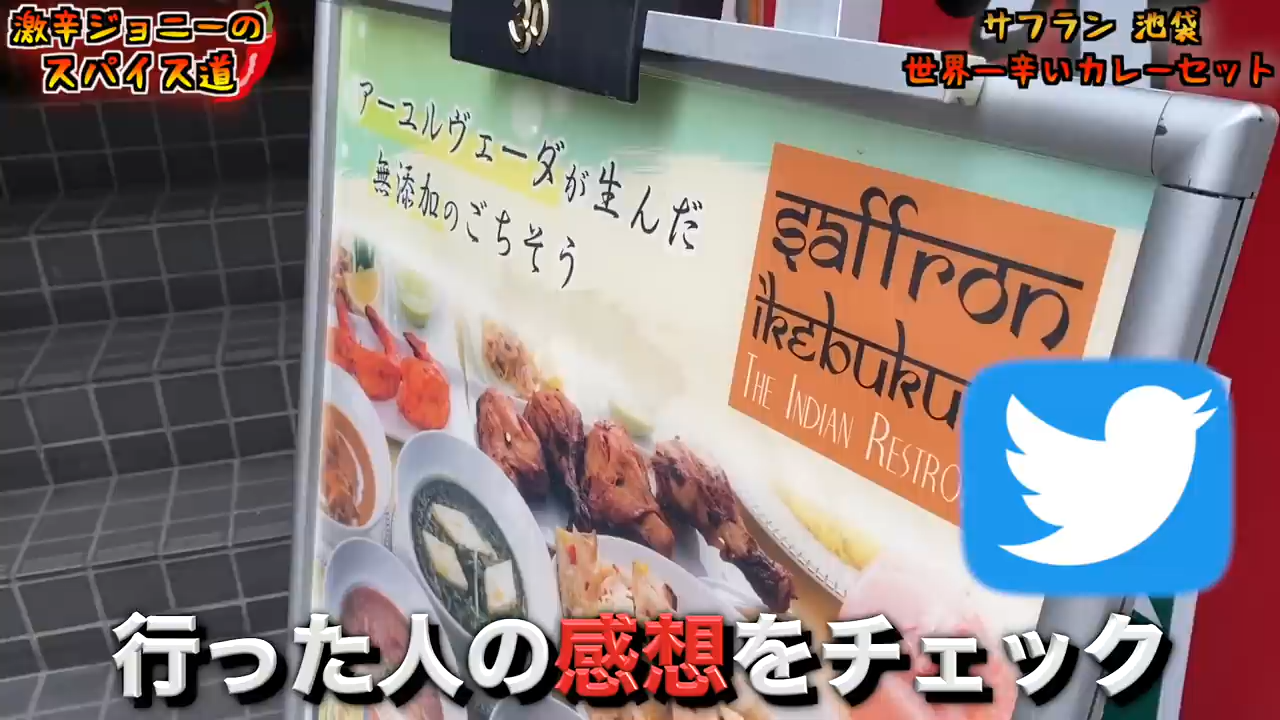 激辛ジョニーの
スパイス道
サフラン 池袋
世界一辛いカレーセット
アーユルヴェーダが生んだ
無添加のごちそう
saffron
ikebuku
THE INDIAN RESTRO
行った人の感想をチェック